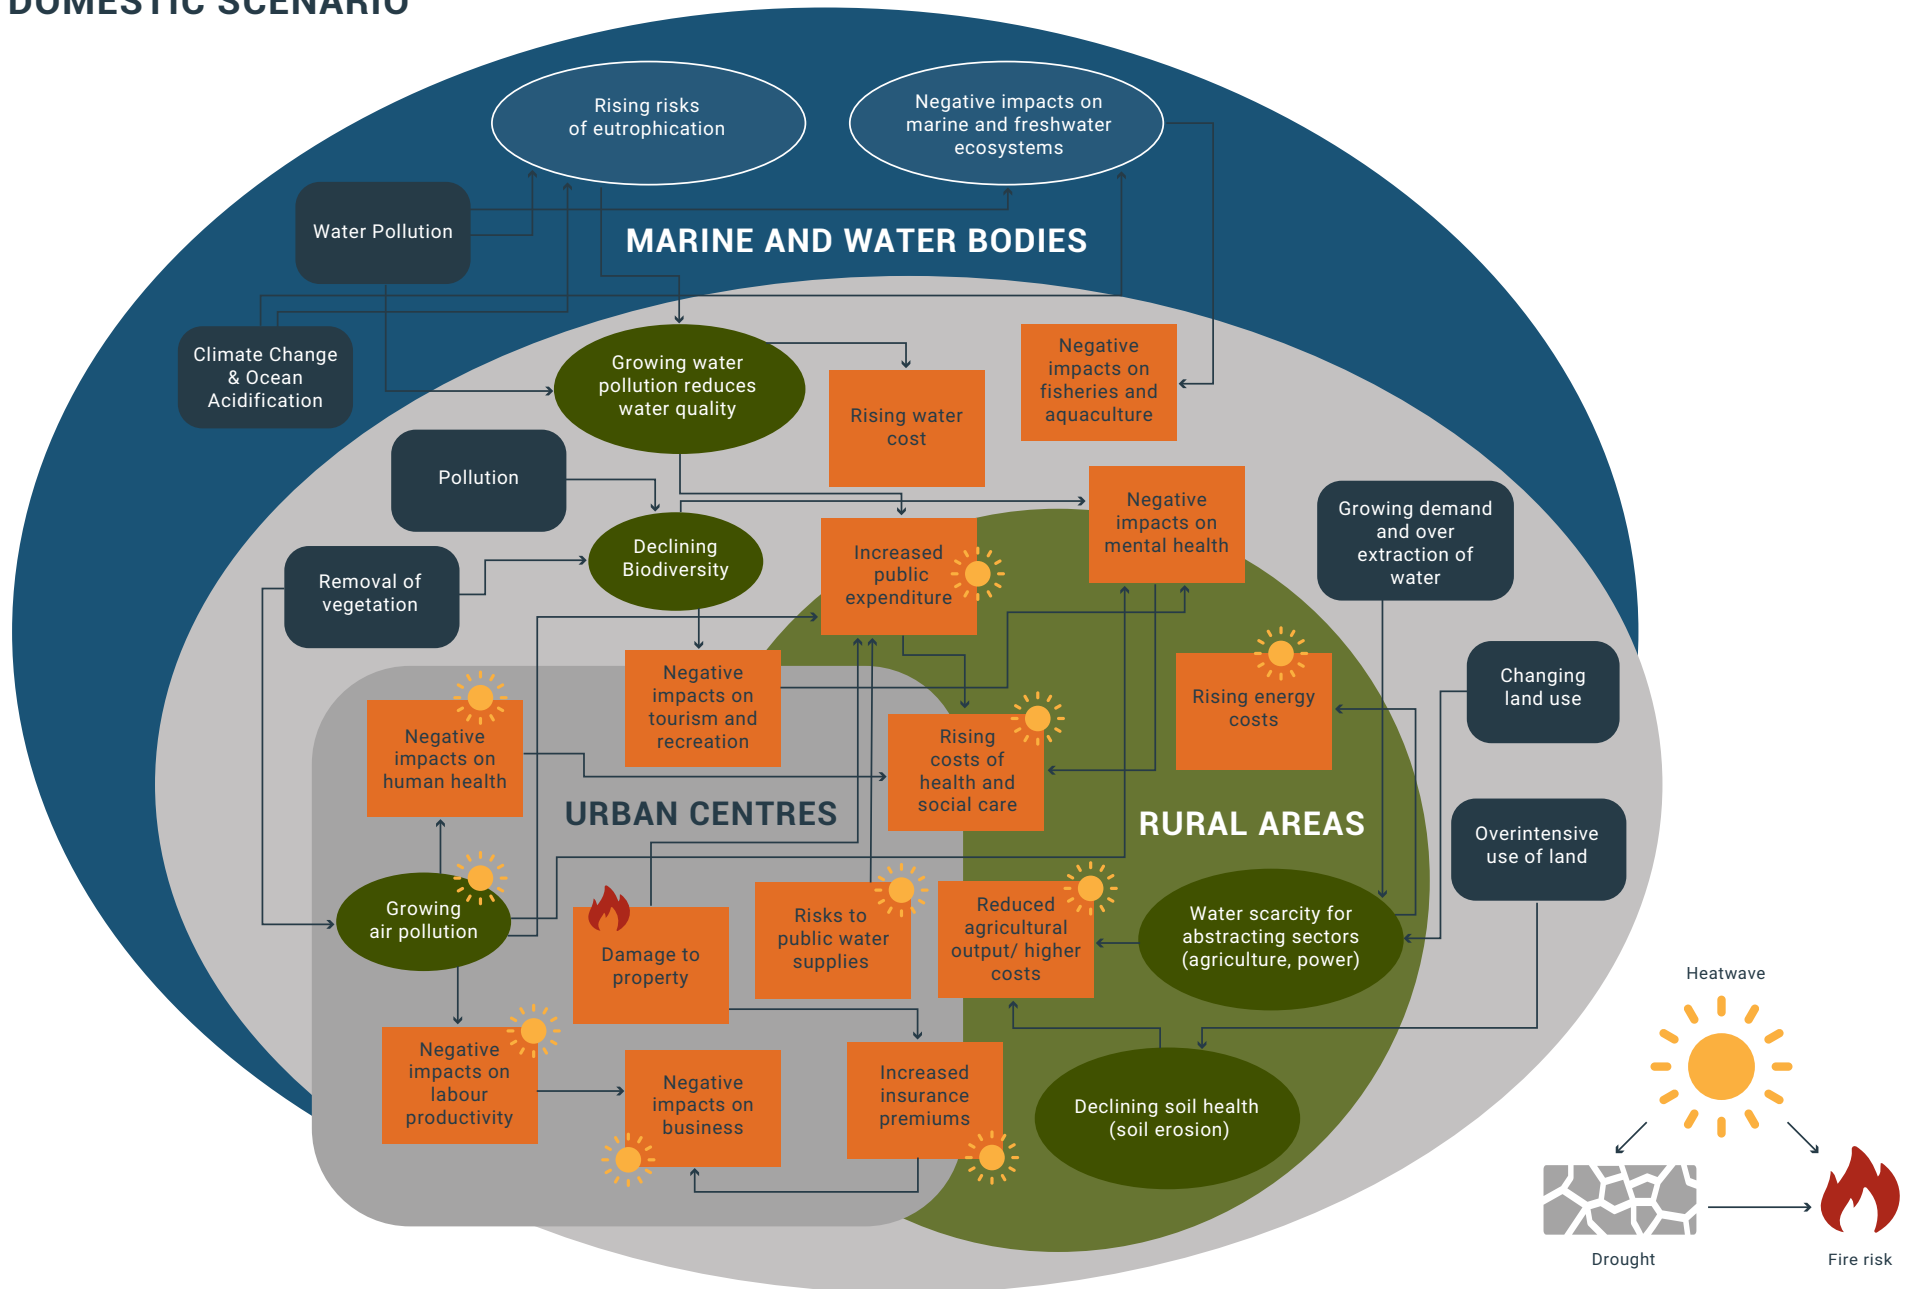 DOMESTIC SCENARIO
Rising risks
of eutrophication
Negative impacts on
marine and freshwater
ecosystems
Water Pollution
MARINE AND WATER BODIES
Climate Change
& Ocean
Acidification
Growing water
pollution reduces
water quality
Rising water
cost
Negative
impacts on
fisheries and
aquaculture
Pollution
Negative
impacts on
mental health
Growing demand
and over
extraction of
water
Declining
Biodiversity
Increased
public
expenditure
Removal of
vegetation
Negative
impacts on
tourism and
recreation
Rising energy
costs
Changing
land use
Negative
impacts on
human health
Rising
costs of
health and
social care
URBAN CENTRES
RURAL AREAS
Overintensive
use of land
Growing
air pollution
Damage to
property
Risks to
public water
supplies
Reduced
agricultural
output/ higher
costs
Water scarcity for
abstracting sectors
(agriculture, power)
Heatwave
Negative
impacts on
labour
productivity
Negative
impacts on
business
Increased
insurance
premiums
Declining soil health
(soil erosion)
Drought
Fire risk